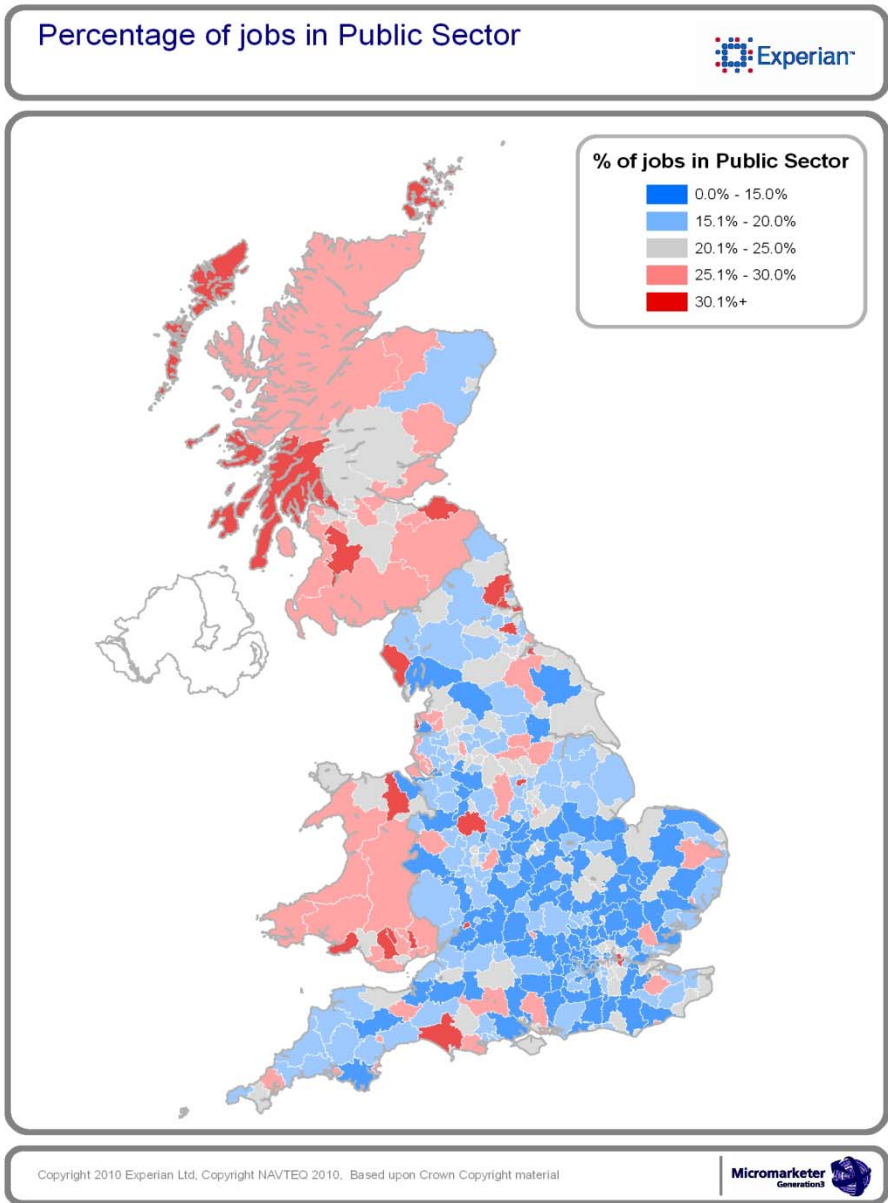 Percentage of jobs in Public Sector
Experian™
% of jobs in Public Sector
0.0% - 15.0%
15.1% - 20.0%
20.1% - 25.0%
25.1% - 30.0%
30.1%+
Copyright 2010 Experian Ltd, Copyright NAVTEQ 2010, Based upon Crown Copyright material
Micromarketer
Generation3